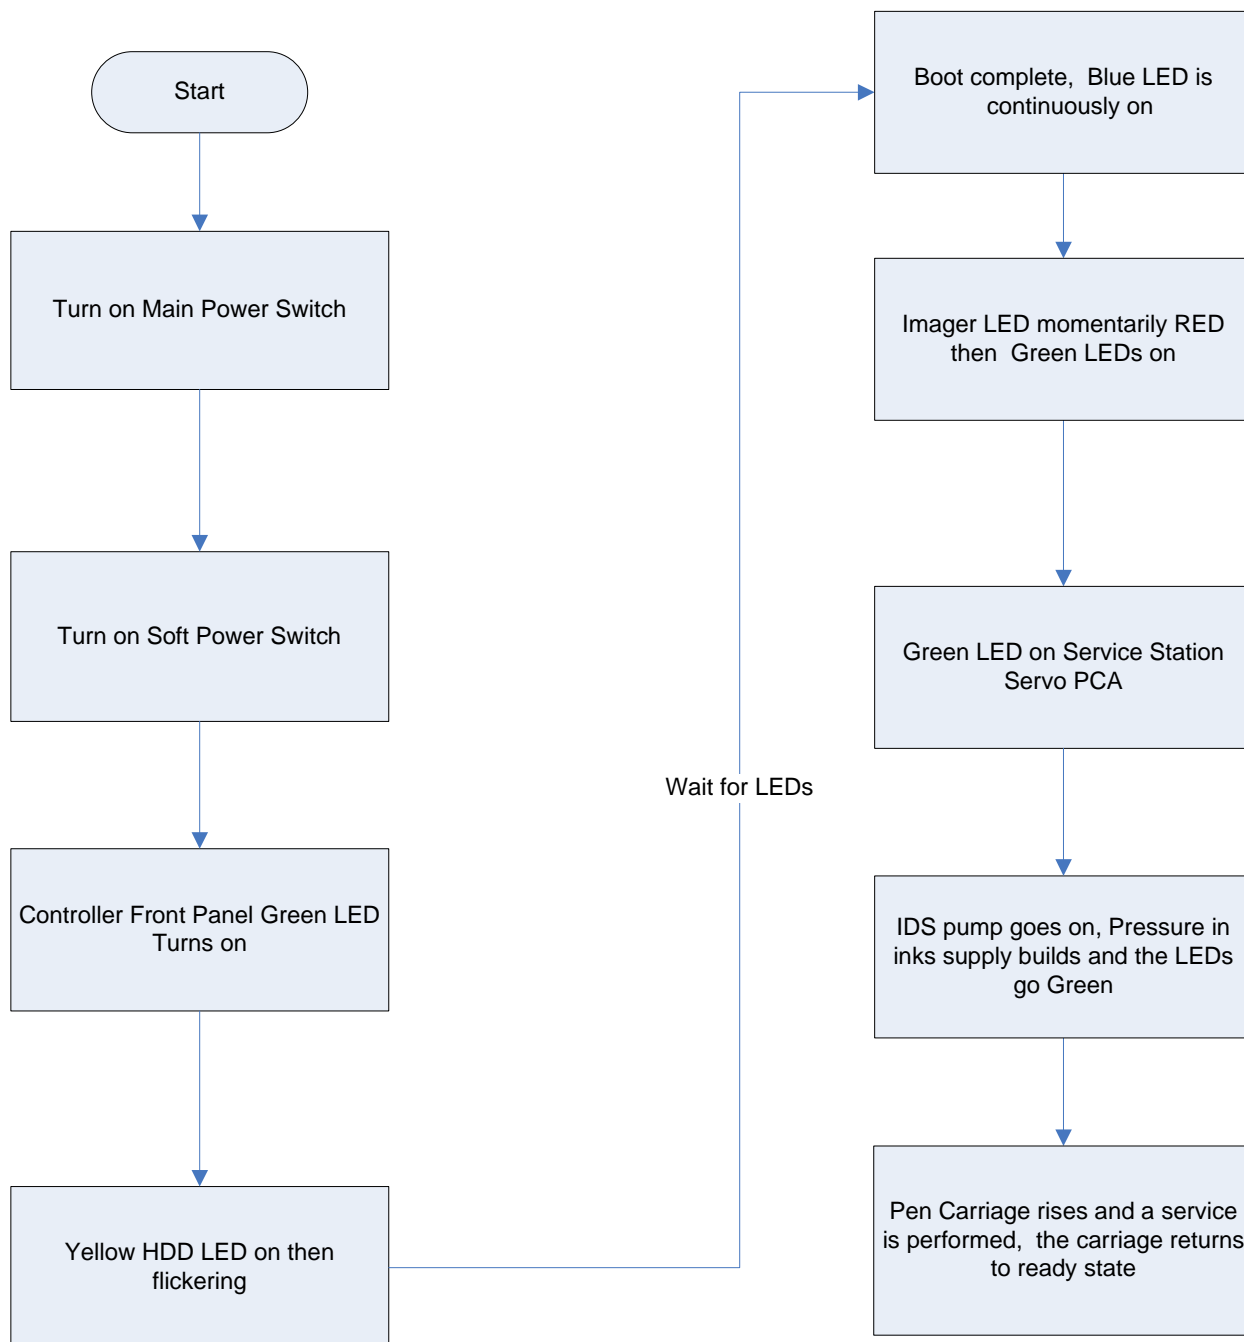 Start
Turn on Main Power Switch
Turn on Soft Power Switch
Controller Front Panel Green LED
Turns on
Yellow HDD LED on then
flickering
Wait for LEDs
Boot complete,  Blue LED is
continuously on
Imager LED momentarily RED
then  Green LEDs on
Green LED on Service Station
Servo PCA
IDS pump goes on, Pressure in
inks supply builds and the LEDs
go Green
Pen Carriage rises and a service
is performed,  the carriage returns
to ready state